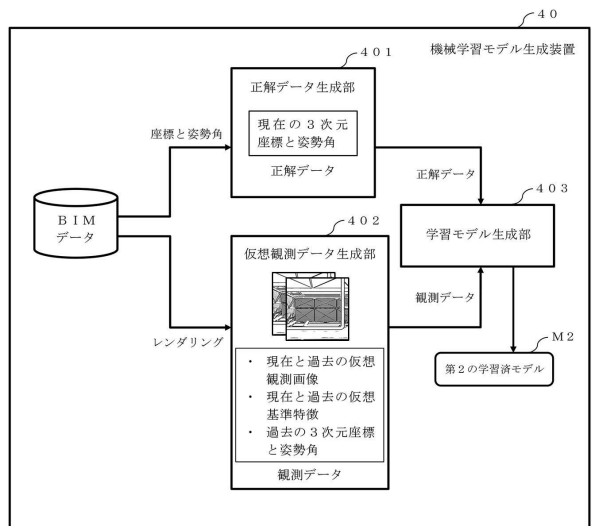 ４０
機械学習モデル生成装置
４０１
正解データ生成部
現在の３次元
座標と姿勢角
正解データ
座標と姿勢角
ＢＩＭ
データ
レンダリング
４０２
仮想観測データ生成部
・ 現在と過去の仮想
観測画像
・ 現在と過去の仮想
基準特徴
・ 過去の３次元座標
と姿勢角
観測データ
正解データ
４０３
学習モデル生成部
観測データ
Ｍ２
第２の学習済モデル